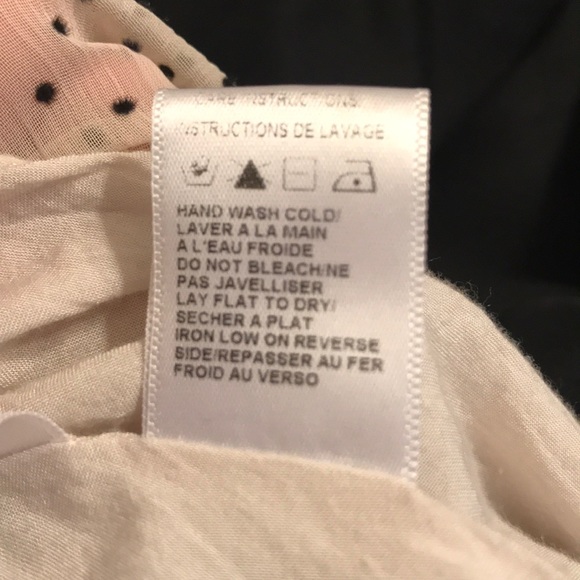 CARE INSTRUCTIONS/
INSTRUCTIONS DE LAVAGE
HAND WASH COLD/
LAVER A LA MAIN
A L'EAU FROIDE
DO NOT BLEACH/NE
PAS JAVELLISER
LAY FLAT TO DRY/
SECHER A PLAT
IRON LOW ON REVERSE
SIDE/REPASSER AU FER
FROID AU VERSO